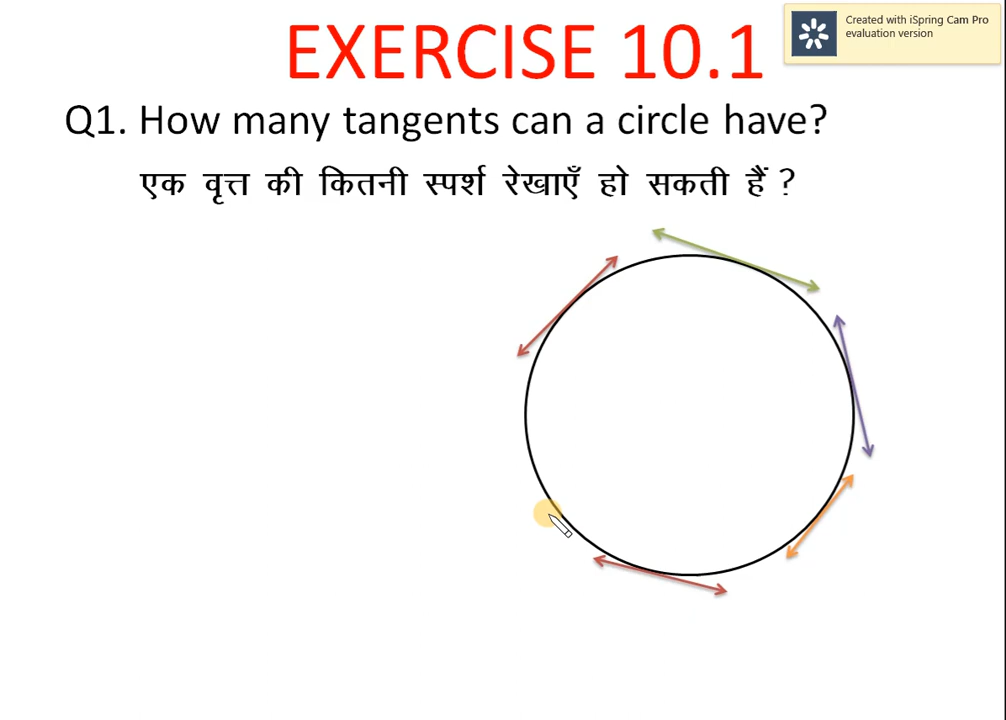 Created with iSpring Cam Pro
evaluation version
EXERCISE 10.1
Q1. How many tangents can a circle have?
एक वृत्त की कितनी स्पर्श रेखाएँ हो सकती हैं ?